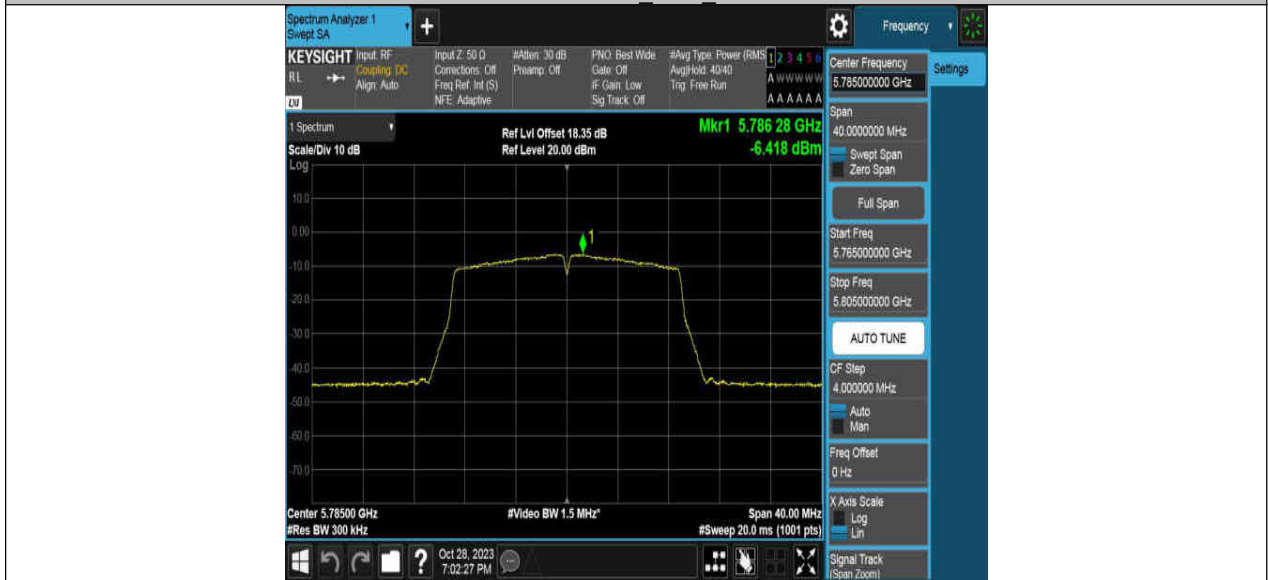 Spectrum Analyzer 1
Swept SA
+
Frequency
KEYSIGHT
RL
LXI
Input: RF
Coupling: DC
Align: Auto
Input Z: 50 Ω
Corrections: Off
Freq Ref: Int (S)
NFE: Adaptive
#Atten: 30 dB
Preamp: Off
PNO: Best Wide
Gate: Off
IF Gain: Low
Sig Track: Off
#Avg Type: Power (RMS
Avg|Hold: 40/40
Trig: Free Run
1 2 3 4 5 6
A W W W W W
A A A A A A
1 Spectrum
Scale/Div 10 dB
Log
Ref Lvl Offset 18.35 dB
Ref Level 20.00 dBm
Mkr1 5.786 28 GHz
-6.418 dBm
10.0
0.00
-10.0
-20.0
-30.0
-40.0
-50.0
-60.0
-70.0
1
Center 5.78500 GHz
#Res BW 300 kHz
#Video BW 1.5 MHz*
Span 40.00 MHz
#Sweep 20.0 ms (1001 pts)
?
Oct 28, 2023
7:02:27 PM
Center Frequency
5.785000000 GHz
Settings
Span
40.0000000 MHz
Swept Span
Zero Span
Full Span
Start Freq
5.765000000 GHz
Stop Freq
5.805000000 GHz
AUTO TUNE
CF Step
4.000000 MHz
Auto
Man
Freq Offset
0 Hz
X Axis Scale
Log
Lin
Signal Track
(Span Zoom)